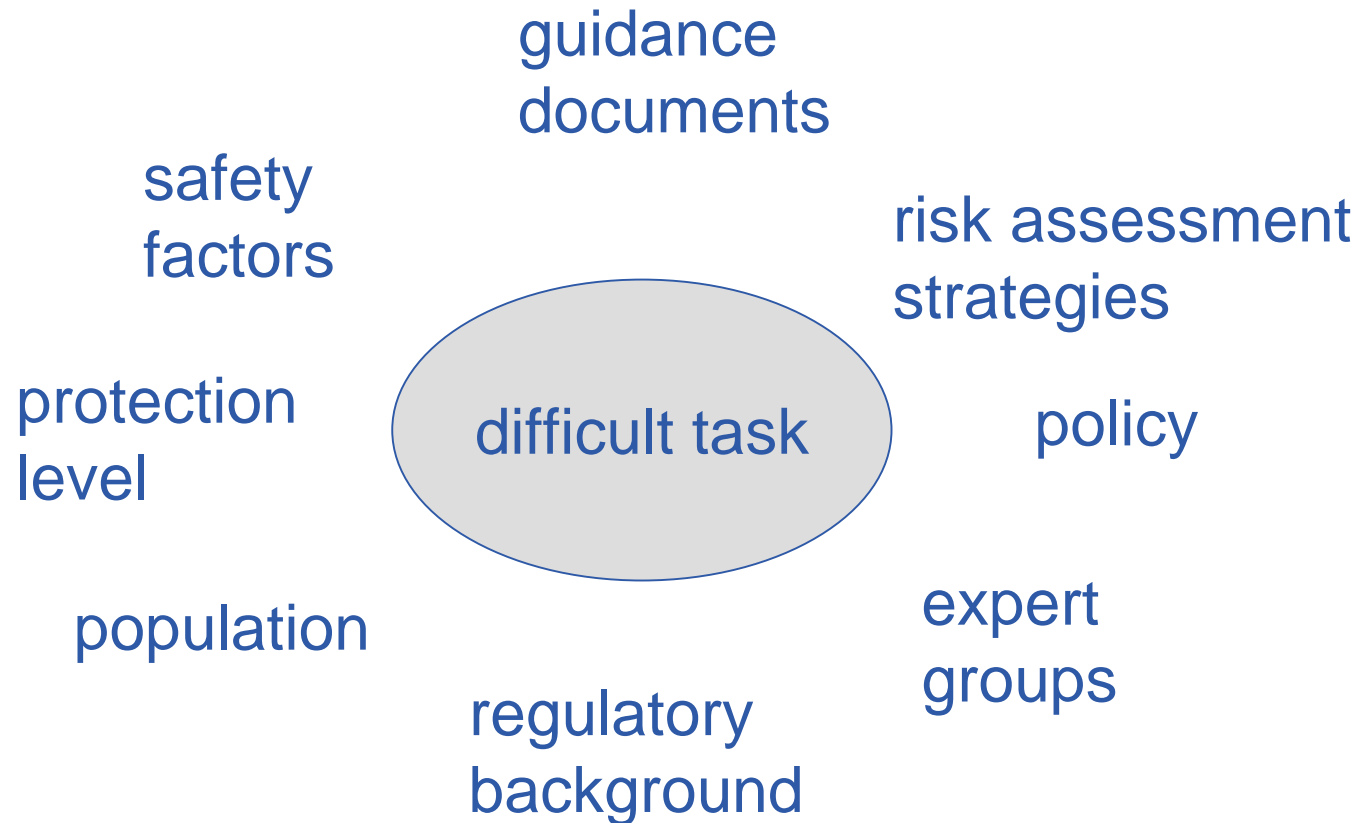 guidance
documents
safety
factors
risk assessment
strategies
protection
level
difficult task
policy
population
expert
groups
regulatory
background